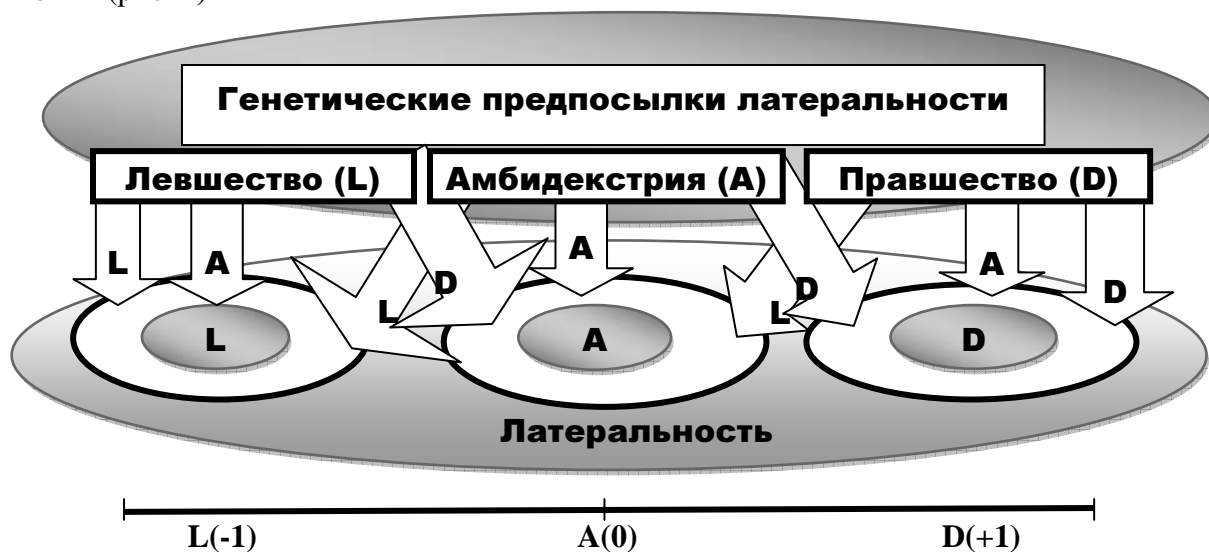 Генетические предпосылки латеральности
Левшество (L) Амбидекстрия (A) Правшество (D)
L A L D A L D A D
L A D
Латеральность
L(-1) A(0) D(+1)